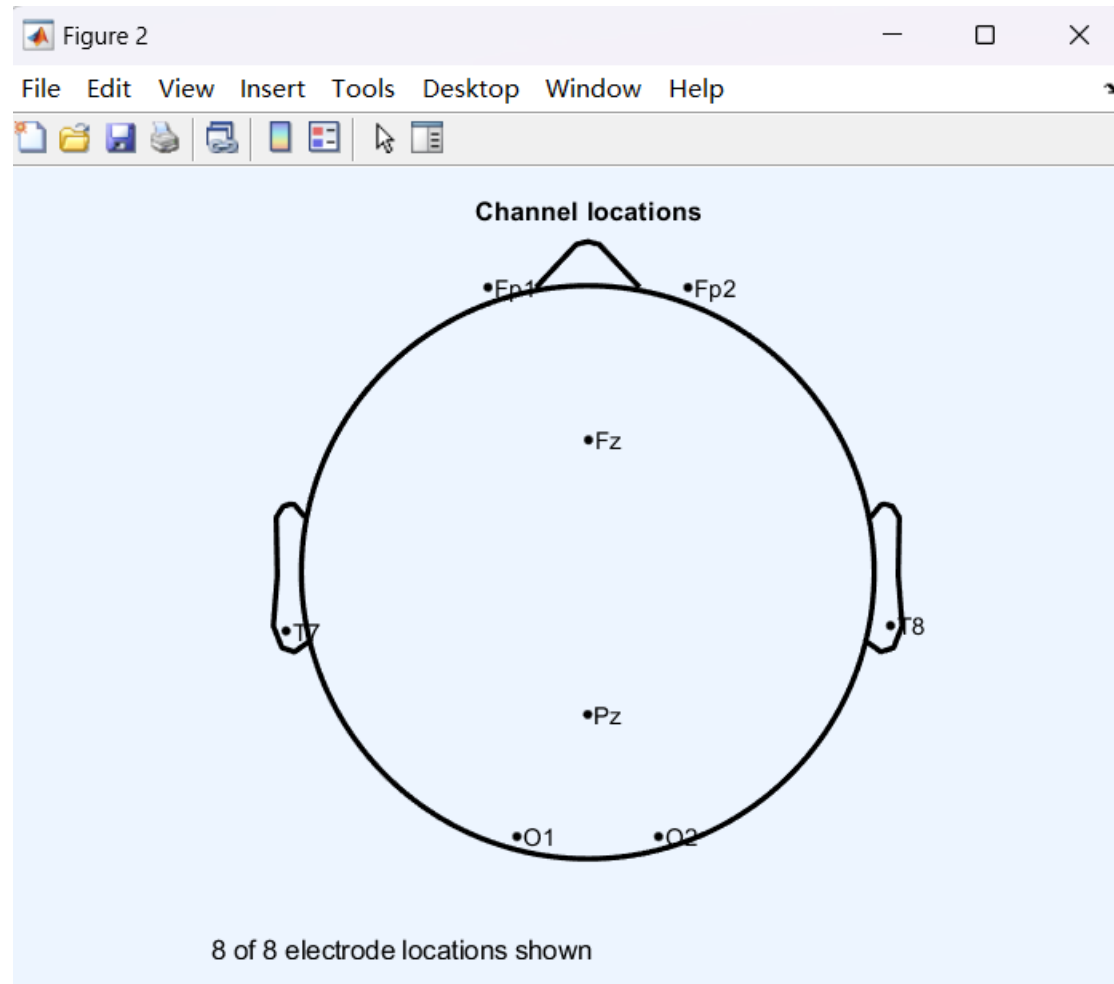 Figure 2
File Edit View Insert Tools Desktop Window Help
Channel locations
Fp1 Fp2
Fz
T7 T8
Pz
O1 O2
8 of 8 electrode locations shown